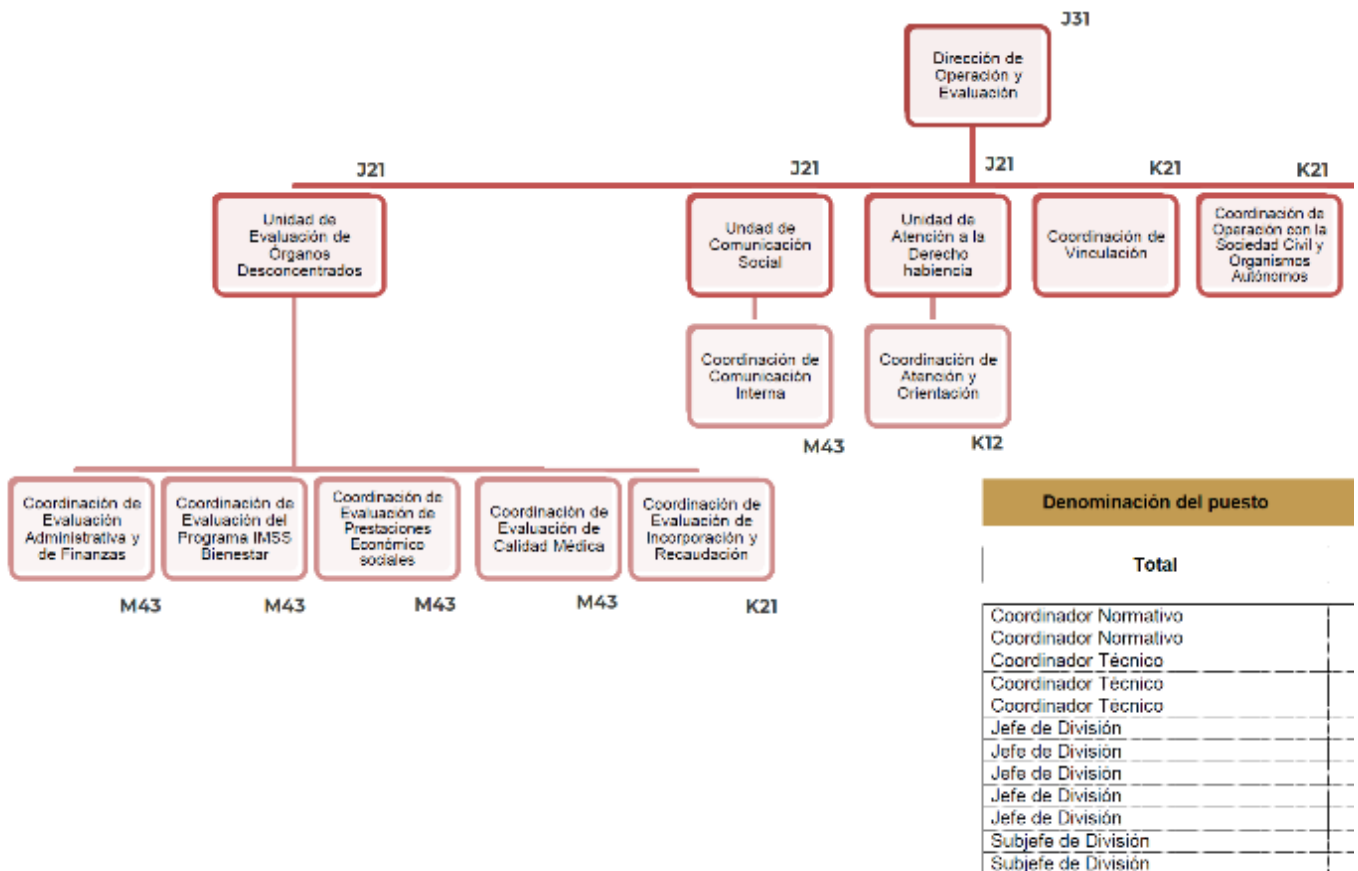 J31
Dirección de
Operación y
Evaluación
J21
J21
J21
K21
K21
Unidad de
Evaluación de
Órganos
Desconcentrados
Undad de
Comunicación
Social
Unidad de
Atención a la
Derecho
habiencia
Coordinación de
Vinculación
Coordinación de
Operación con la
Sociedad Civil y
Organismos
Autónomos
Coordinación de
Comunicación
Interna
Coordinación de
Atención y
Orientación
M43
K12
Coordinación de
Evaluación
Administrativa y
de Finanzas
Coordinación de
Evaluación del
Programa IMSS
Bienestar
Coordinación de
Evaluación de
Prestaciones
Económico
sociales
Coordinación de
Evaluación de
Calidad Médica
Coordinación de
Evaluación de
Incorporación y
Recaudación
M43
M43
M43
M43
K21
Denominación del puesto
Total
Coordinador Normativo
Coordinador Normativo
Coordinador Técnico
Coordinador Técnico
Coordinador Técnico
Jefe de División
Jefe de División
Jefe de División
Jefe de División
Jefe de División
Subjefe de División
Subjefe de División